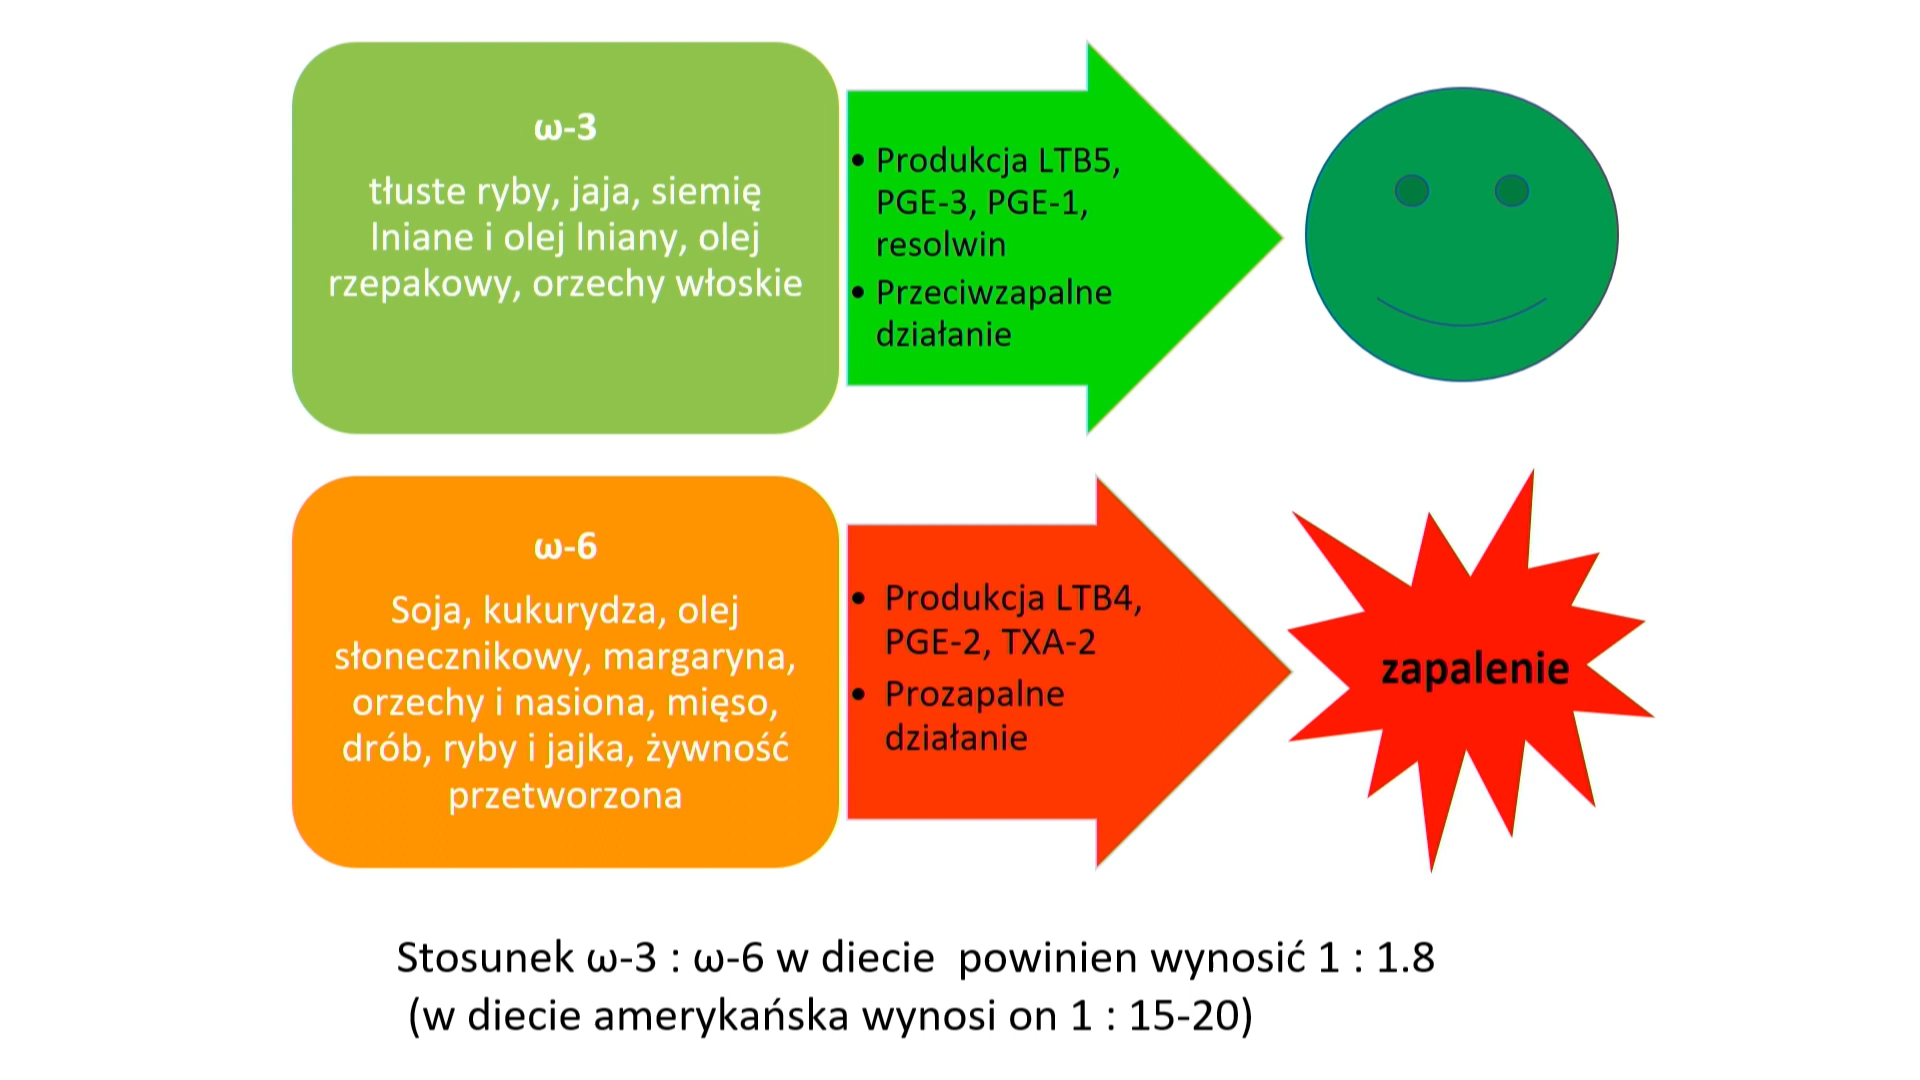 ω-3
tłuste ryby, jaja, siemię
lniane i olej lniany, olej
rzepakowy, orzechy włoskie
• Produkcja LTB5,
PGE-3, PGE-1,
resolwin
• Przeciwzapalne
działanie
ω-6
Soja, kukurydza, olej
słonecznikowy, margaryna,
orzechy i nasiona, mięso,
drób, ryby i jajka, żywność
przetworzona
• Produkcja LTB4,
PGE-2, TXA-2
• Prozapalne
działanie
zapalenie
Stosunek ω-3 : ω-6 w diecie powinien wynosić 1 : 1.8
(w diecie amerykańska wynosi on 1 : 15-20)